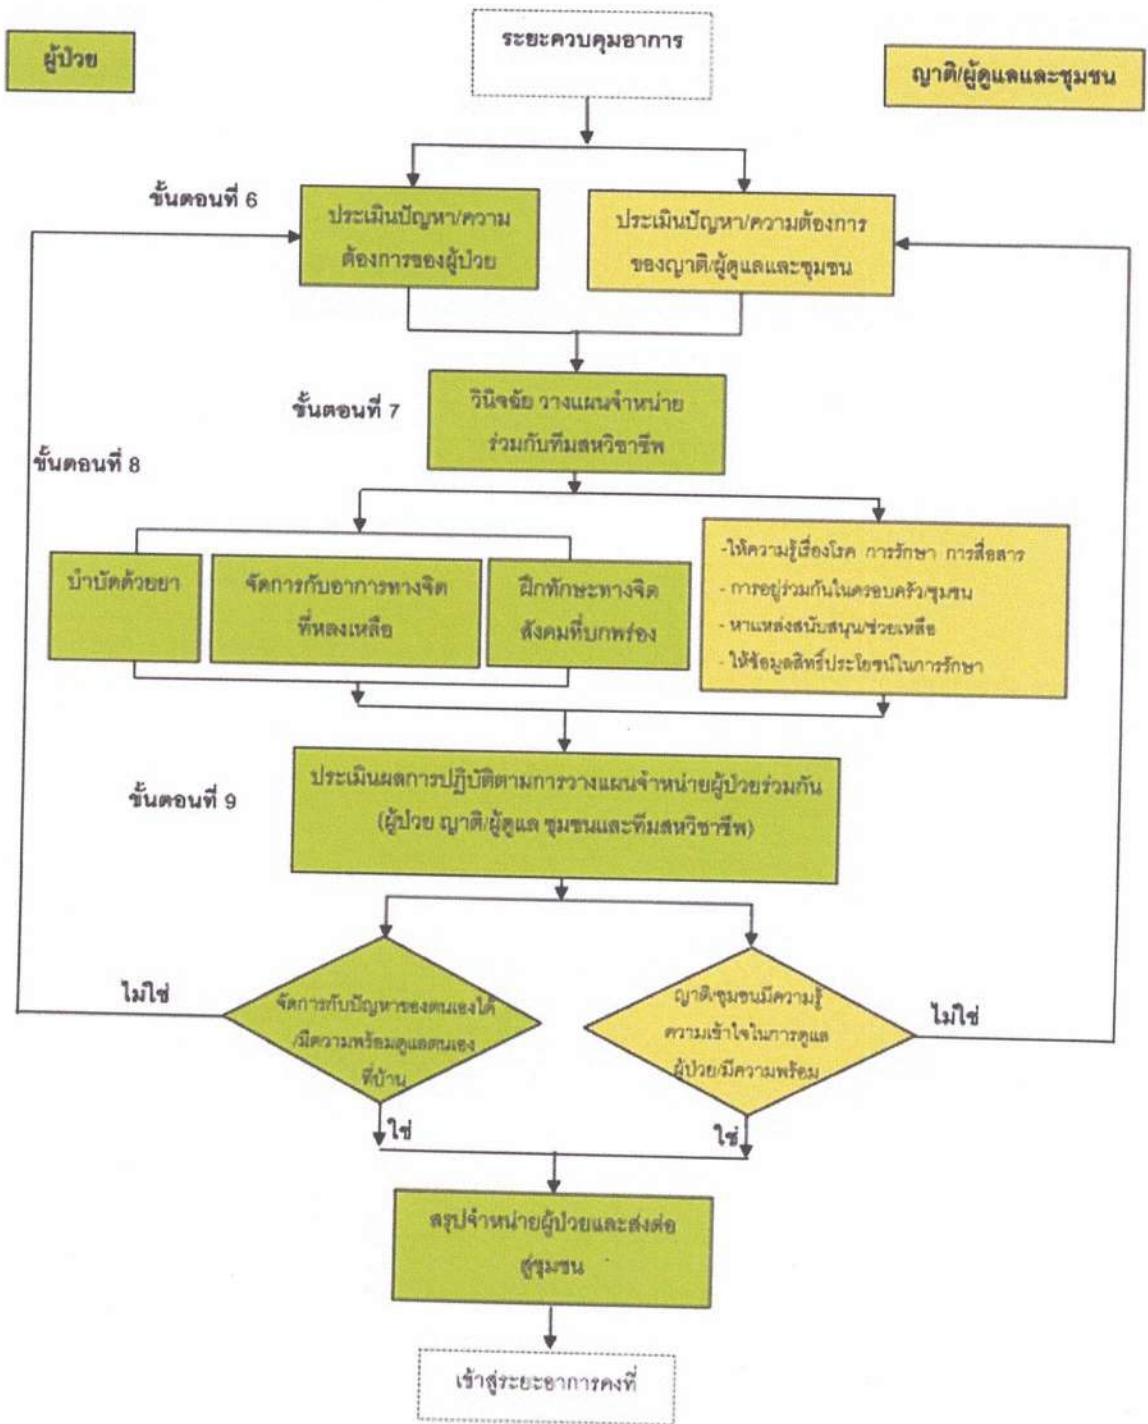 ระยะควบคุมอาการ
ผู้ป่วย
ญาติ/ผู้ดูแลและชุมชน
ขั้นตอนที่ 6
ประเมินปัญหา/ความ
ต้องการของผู้ป่วย
ประเมินปัญหา/ความต้องการ
ของญาติ/ผู้ดูแลและชุมชน
ขั้นตอนที่ 7
วินิจฉัย วางแผนจำหน่าย
ร่วมกับทีมสหวิชาชีพ
ขั้นตอนที่ 8
บำบัดด้วยยา
จัดการกับอาการทางจิต
ที่หลงเหลือ
ฝึกทักษะทางจิต
สังคมที่บกพร่อง
-ให้ความรู้เรื่องโรค การรักษา การสื่อสาร
- การอยู่ร่วมกันในครอบครัว/ชุมชน
- หาแหล่งสนับสนุน/ช่วยเหลือ
- ให้ข้อมูลสิทธิ์ประโยชน์ในการรักษา
ขั้นตอนที่ 9
ประเมินผลการปฏิบัติตามการวางแผนจำหน่ายผู้ป่วยร่วมกัน
(ผู้ป่วย ญาติ/ผู้ดูแล ชุมชนและทีมสหวิชาชีพ)
ไม่ใช่
จัดการกับปัญหาของตนเองได้
/มีความพร้อมดูแลตนเอง
ที่บ้าน
ญาติ/ชุมชนมีความรู้
ความเข้าใจในการดูแล
ผู้ป่วย/มีความพร้อม
ไม่ใช่
ใช่
ใช่
สรุปจำหน่ายผู้ป่วยและส่งต่อ
สู่ชุมชน
เข้าสู่ระยะอาการคงที่